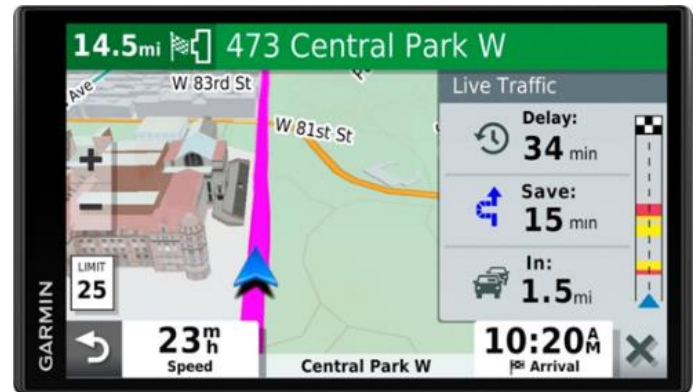 14.5mi 473 Central Park W
Ave
W 83rd St
W 81st St
Live Traffic
Delay:
34 min
Save:
15 min
In:
1.5mi
+
-
LIMIT
25
GARMIN
23mh
Speed
Central Park W
10:20AM
Arrival